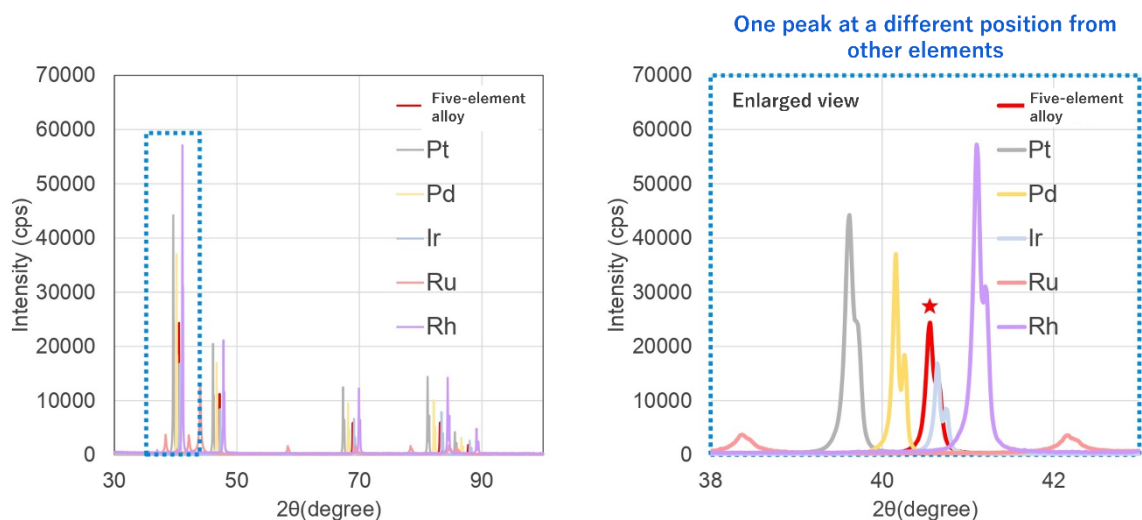 One peak at a different position from
other elements
70000
60000
50000
40000
30000
20000
10000
0
Intensity (cps)
30
50
70
90
2θ(degree)
Five-element
alloy
Pt
Pd
Ir
Ru
Rh
70000
60000
50000
40000
30000
20000
10000
0
Intensity (cps)
38
40
42
2θ(degree)
Enlarged view
Five-element
alloy
Pt
Pd
Ir
Ru
Rh